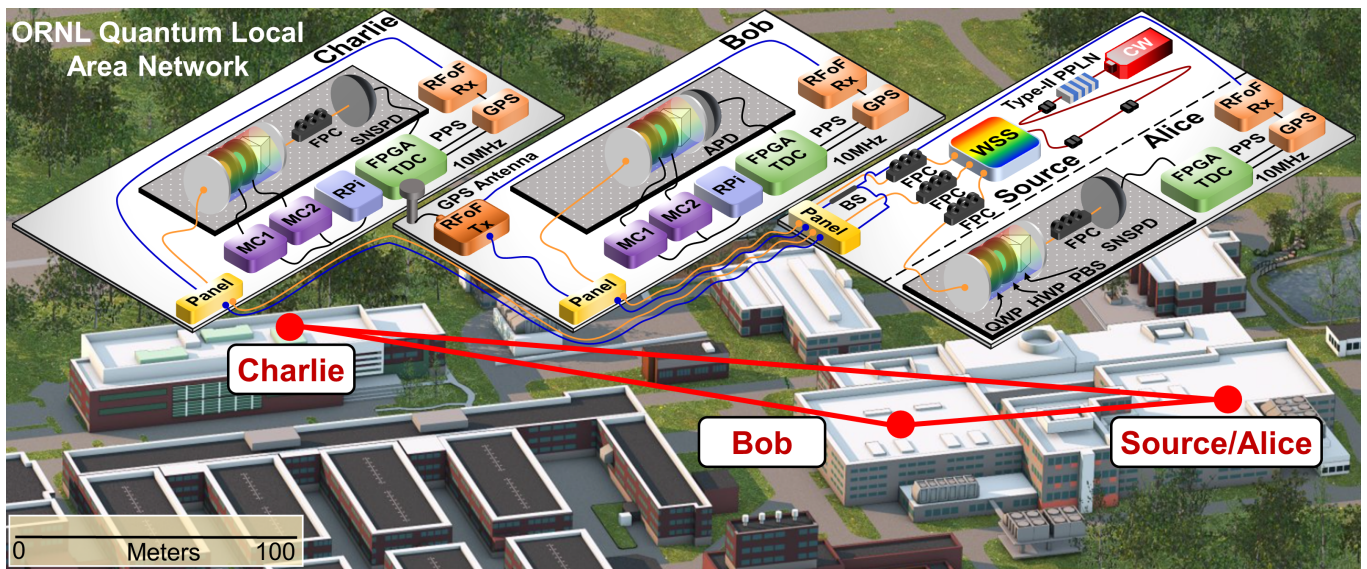 ORNL Quantum Local
Area Network
Charlie
RFoF
Rx
GPS
PPS
10MHz
FPGA
TDC
SNSPD
FPC
RPi
MC2
MC1
Panel
Bob
RFoF
Rx
GPS
PPS
10MHz
FPGA
TDC
APD
RPi
MC2
MC1
GPS Antenna
RFoF
Tx
Panel
CW
Type-II PPLN
WSS
Source
Alice
FPC
FPC
FPC
BS
Panel
RFoF
Rx
GPS
PPS
10MHz
FPGA
TDC
SNSPD
FPC
PBS
HWP
QWP
Charlie
Bob
Source/Alice
0 Meters 100